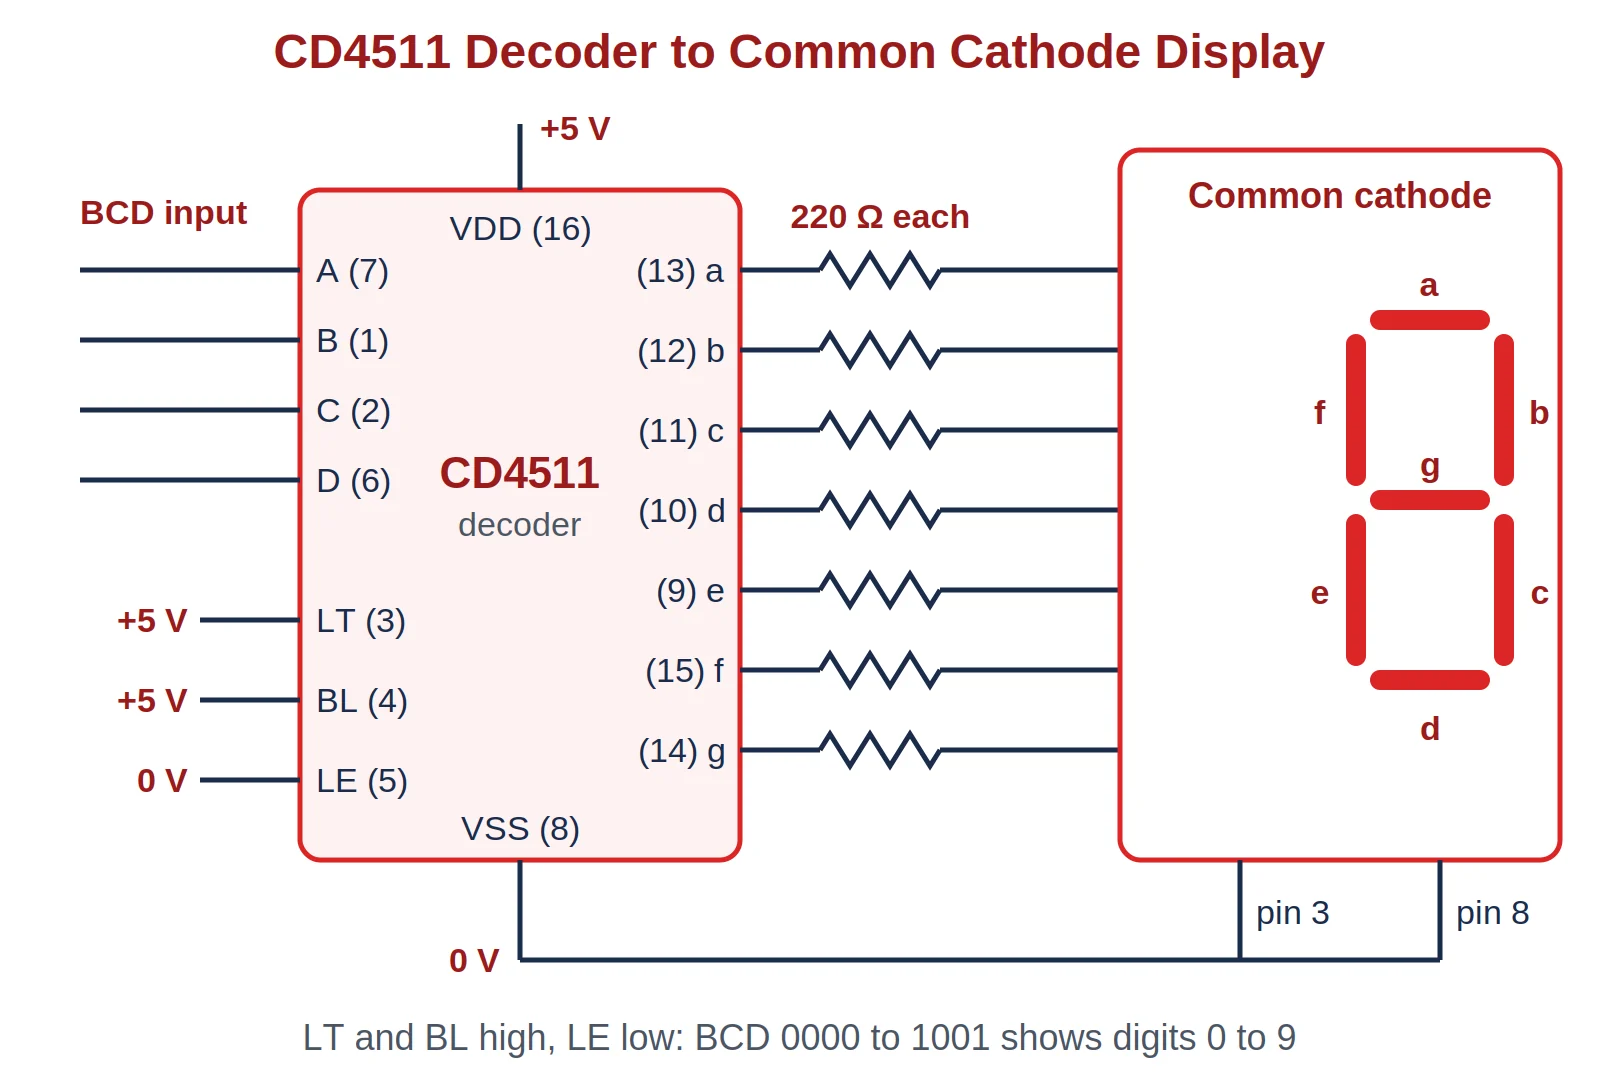 CD4511 Decoder to Common Cathode Display
+5 V
BCD input
VDD (16)
220 Ω each
Common cathode
A (7)
(13) a
B (1)
(12) b
C (2)
(11) c
D (6)
CD4511
decoder
(10) d
(9) e
+5 V
LT (3)
(15) f
+5 V
BL (4)
(14) g
0 V
LE (5)
VSS (8)
a
f
b
g
e
c
d
pin 3
pin 8
0 V
LT and BL high, LE low: BCD 0000 to 1001 shows digits 0 to 9